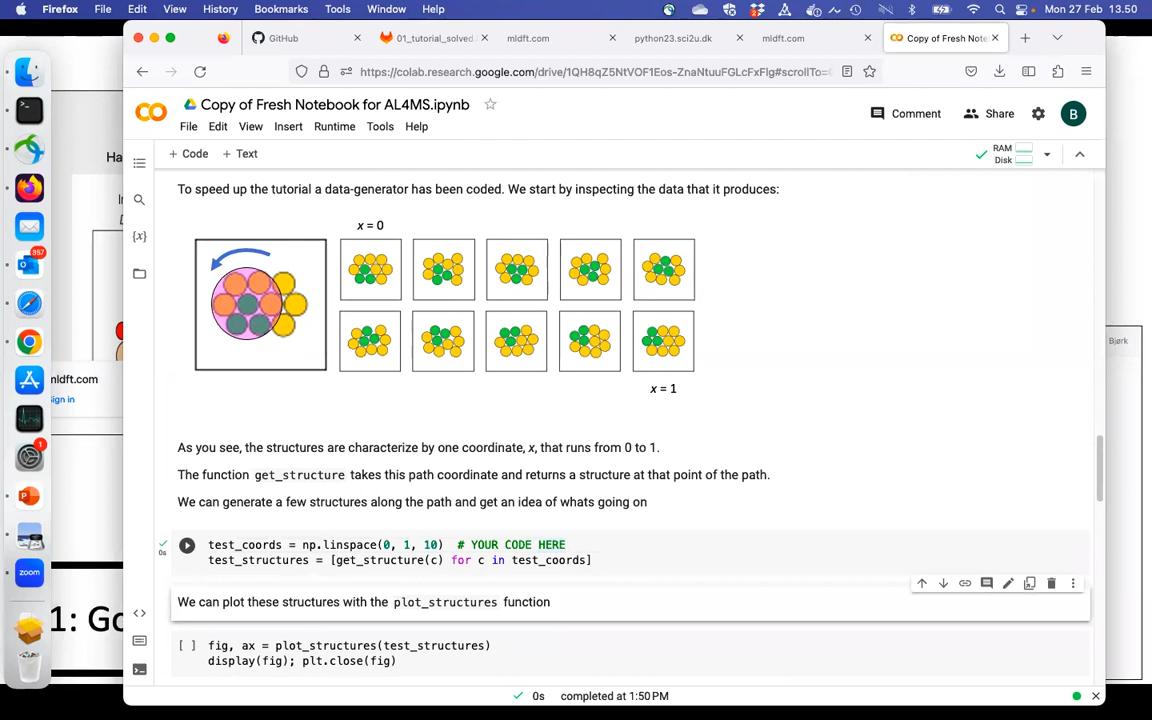 Firefox File Edit View History Bookmarks Tools Window Help Mon 27 Feb 13.50
GitHub 01_tutorial_solved. mldft.com python23.sci2u.dk mldft.com Copy of Fresh Note
https://colab.research.google.com/drive/1QH8qZ5NtVOF1Eos-ZnaNtuuFGLcFxFlg#scrollTo=
Copy of Fresh Notebook for AL4MS.ipynb
Comment Share B
File Edit View Insert Runtime Tools Help
+ Code + Text
RAM
Disk
To speed up the tutorial a data-generator has been coded. We start by inspecting the data that it produces:
x = 0
x = 1
As you see, the structures are characterize by one coordinate, x, that runs from 0 to 1.
The function get_structure takes this path coordinate and returns a structure at that point of the path.
We can generate a few structures along the path and get an idea of whats going on
0s
test_coords = np.linspace(0, 1, 10) # YOUR CODE HERE
test_structures = [get_structure(c) for c in test_coords]
We can plot these structures with the plot_structures function
[ ] fig, ax = plot_structures(test_structures)
display(fig); plt.close(fig)
0s completed at 1:50 PM
Ha
mldft.com
ign in
1: Go
Bjørk
357
1
zoom
{x}